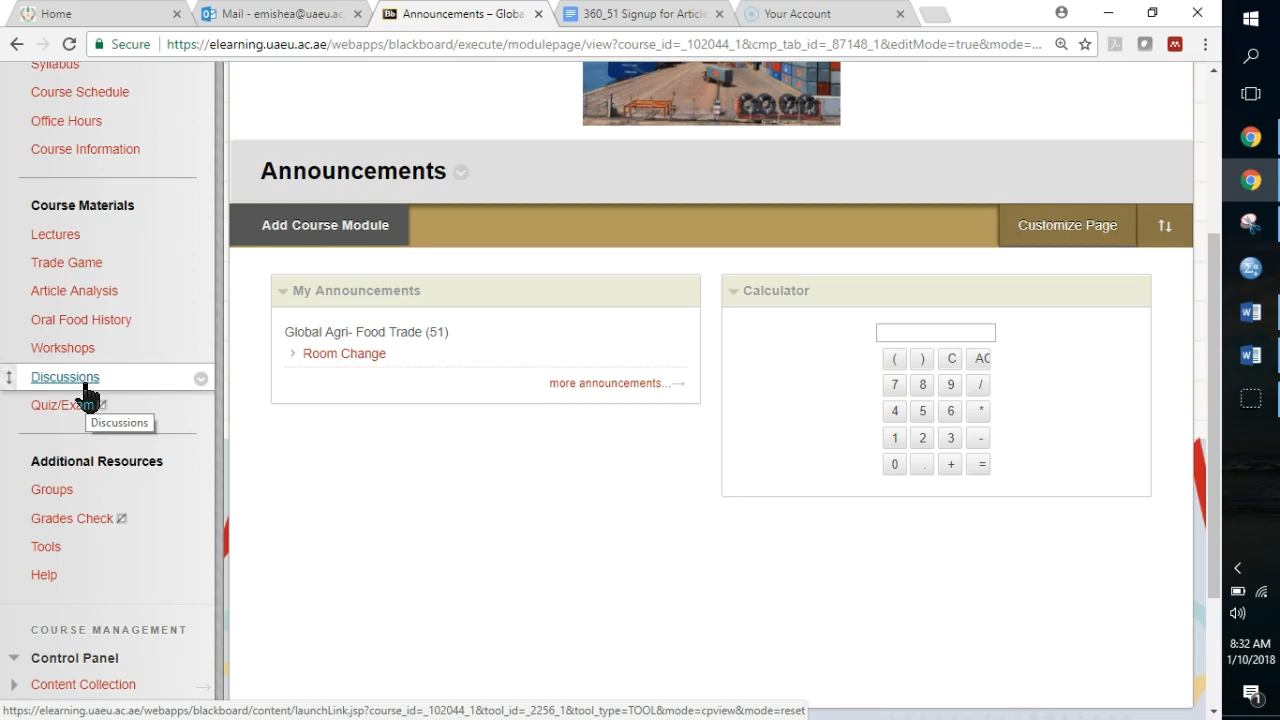 Home
Mail - emishea@uaeu.ac.
Announcements – Globa
360_51 Signup for Article
Your Account
Secure
https://elearning.uaeu.ac.ae/webapps/blackboard/execute/modulepage/view?course_id=_102044_1&cmp_tab_id=_87148_1&editMode=true&mode=...
Syllabus
Course Schedule
Office Hours
Course Information
Course Materials
Lectures
Trade Game
Article Analysis
Oral Food History
Workshops
Discussions
Quiz/Exam
Discussions
Additional Resources
Groups
Grades Check
Tools
Help
COURSE MANAGEMENT
Control Panel
Content Collection
Announcements
Add Course Module
Customize Page
My Announcements
Global Agri- Food Trade (51)
Room Change
more announcements...
Calculator
( ) C AC
7 8 9 /
4 5 6 *
1 2 3 -
0 . + =
https://elearning.uaeu.ac.ae/webapps/blackboard/content/launchLink.jsp?course_id=_102044_1&tool_id=_2256_1&tool_type=TOOL&mode=cpview&mode=reset
8:32 AM
1/10/2018
1